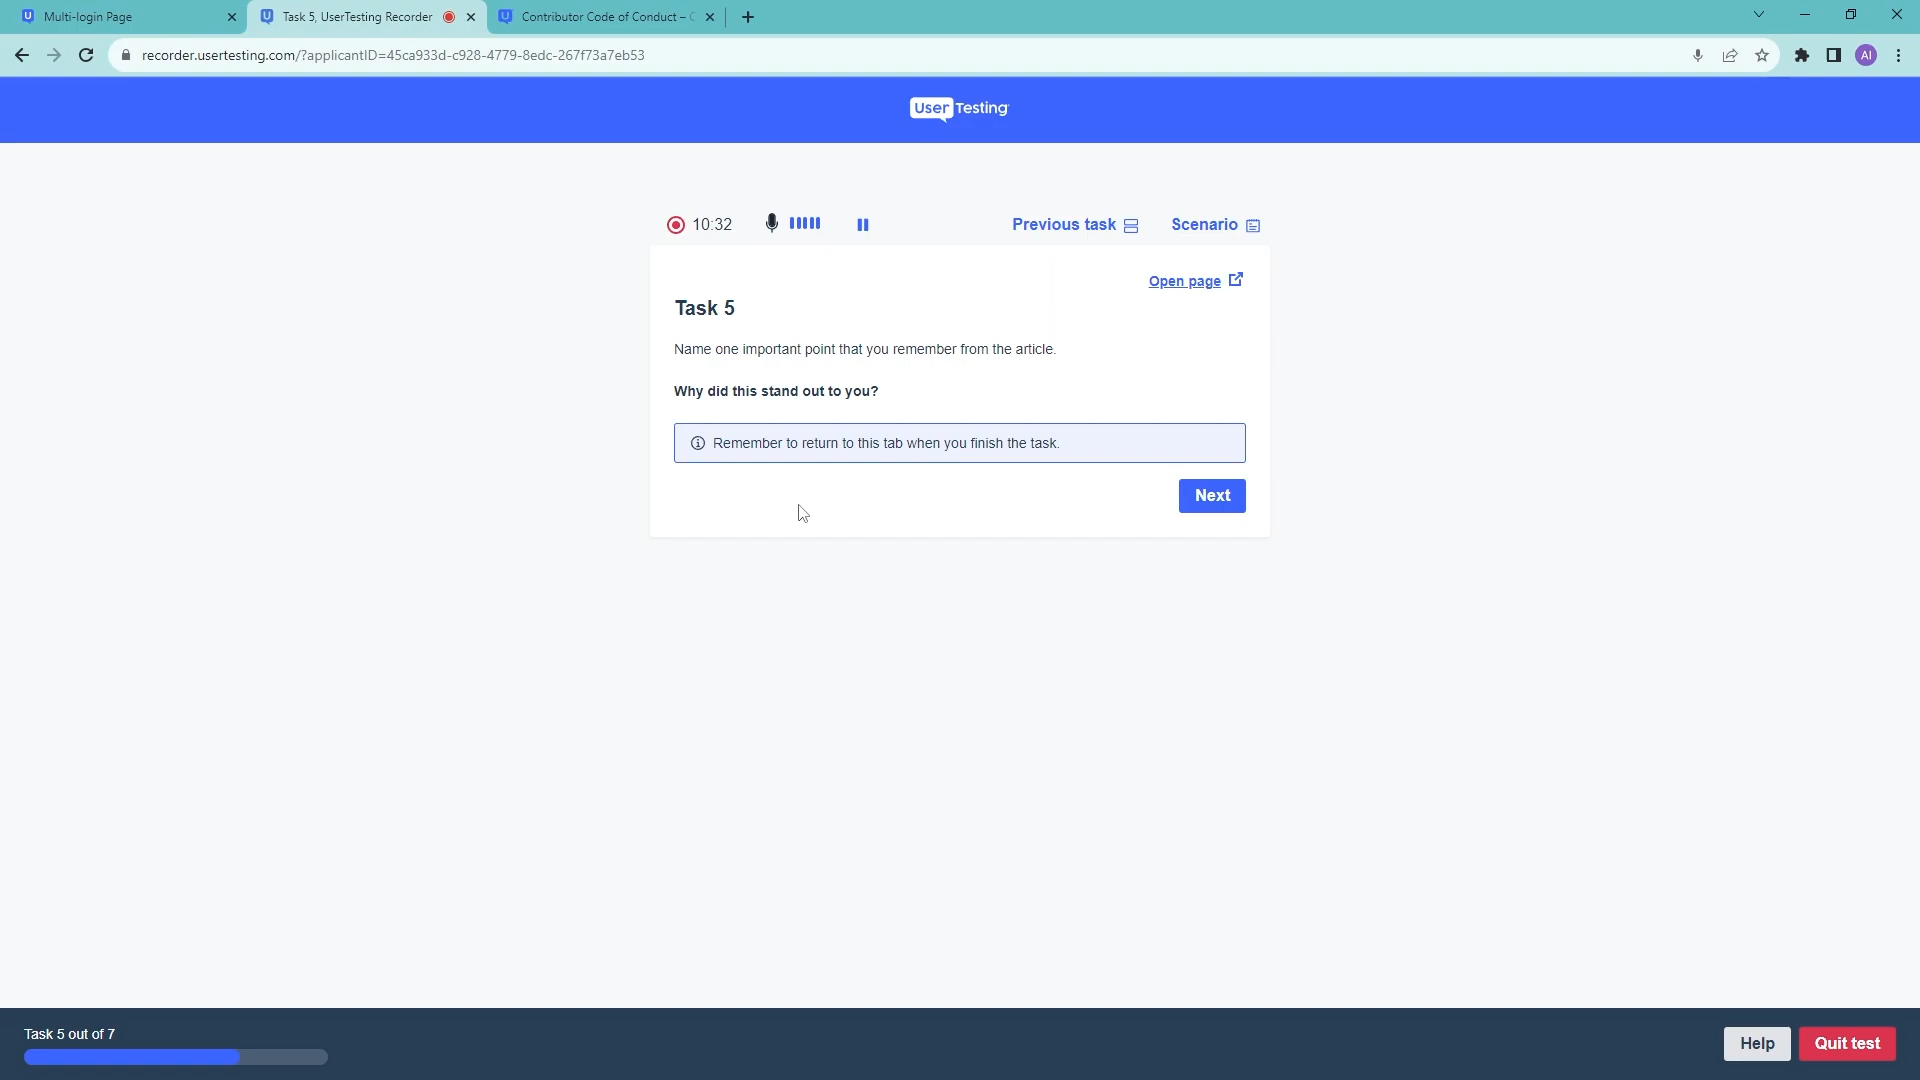 Multi-login Page
Task 5, UserTesting Recorder
Contributor Code of Conduct –
recorder.usertesting.com/?applicantID=45ca933d-c928-4779-8edc-267f73a7eb53
AI
UserTesting
10:32
Previous task
Scenario
Open page
Task 5
Name one important point that you remember from the article.
Why did this stand out to you?
Remember to return to this tab when you finish the task.
Next
Task 5 out of 7
Help
Quit test